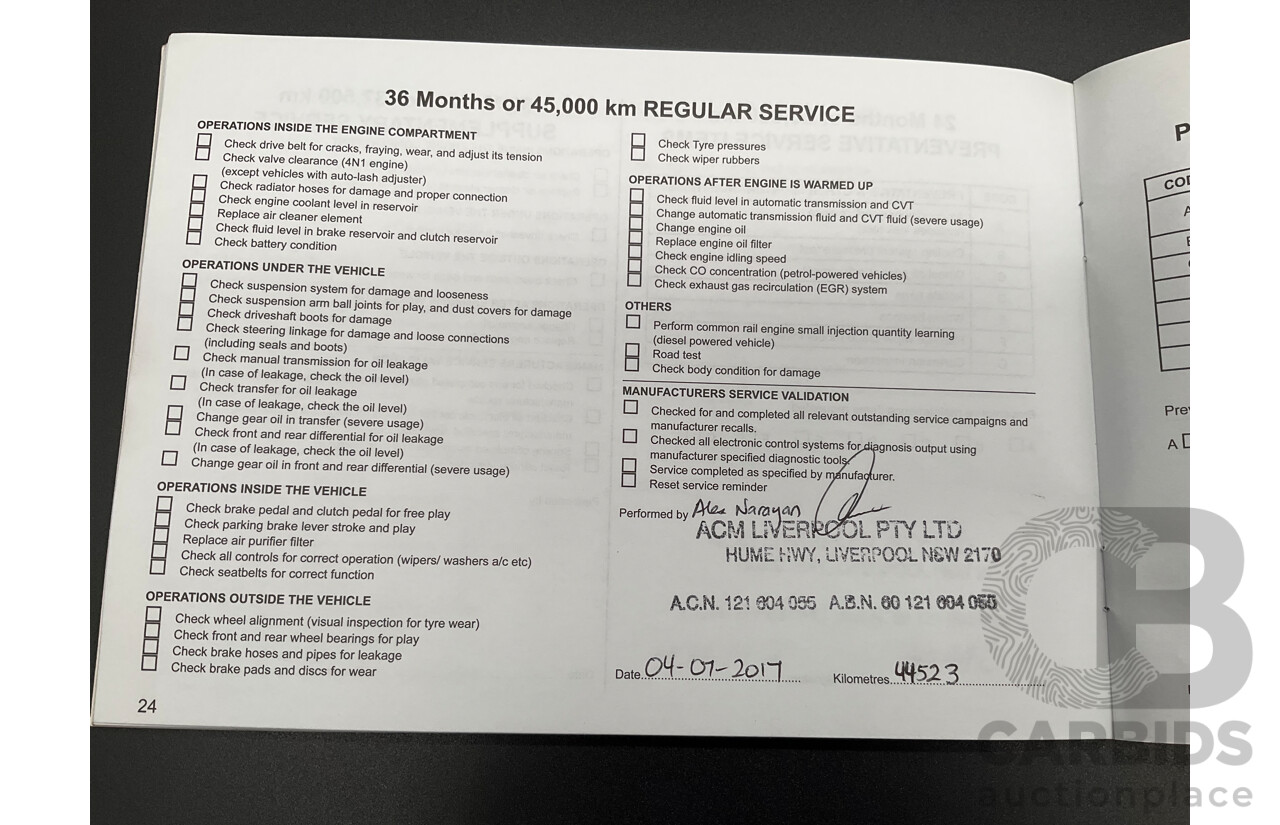 36 Months or 45,000 km REGULAR SERVICE
OPERATIONS INSIDE THE ENGINE COMPARTMENT
Check drive belt for cracks, fraying, wear, and adjust its tension
Check valve clearance (4N1 engine)
(except vehicles with auto-lash adjuster)
Check radiator hoses for damage and proper connection
Check engine coolant level in reservoir
Replace air cleaner element
Check fluid level in brake reservoir and clutch reservoir
Check battery condition
OPERATIONS UNDER THE VEHICLE
Check suspension system for damage and looseness
Check suspension arm ball joints for play, and dust covers for damage
Check driveshaft boots for damage
Check steering linkage for damage and loose connections
(including seals and boots)
Check manual transmission for oil leakage
(In case of leakage, check the oil level)
Check transfer for oil leakage
(In case of leakage, check the oil level)
Change gear oil in transfer (severe usage)
Check front and rear differential for oil leakage
(In case of leakage, check the oil level)
Change gear oil in front and rear differential (severe usage)
OPERATIONS INSIDE THE VEHICLE
Check brake pedal and clutch pedal for free play
Check parking brake lever stroke and play
Replace air purifier filter
Check all controls for correct operation (wipers/ washers a/c etc)
Check seatbelts for correct function
OPERATIONS OUTSIDE THE VEHICLE
Check wheel alignment (visual inspection for tyre wear)
Check front and rear wheel bearings for play
Check brake hoses and pipes for leakage
Check brake pads and discs for wear
24
Check Tyre pressures
Check wiper rubbers
OPERATIONS AFTER ENGINE IS WARMED UP
Check fluid level in automatic transmission and CVT
Change automatic transmission fluid and CVT fluid (severe usage)
Change engine oil
Replace engine oil filter
Check engine idling speed
Check CO concentration (petrol-powered vehicles)
Check exhaust gas recirculation (EGR) system
OTHERS
Perform common rail engine small injection quantity learning
(diesel powered vehicle)
Road test
Check body condition for damage
MANUFACTURERS SERVICE VALIDATION
Checked for and completed all relevant outstanding service campaigns and
manufacturer recalls.
Checked all electronic control systems for diagnosis output using
manufacturer specified diagnostic tools.
Service completed as specified by manufacturer.
Reset service reminder
Performed by Alex Narayan
ACM LIVERPOOL PTY LTD
HUME HWY, LIVERPOOL NSW 2170
A.C.N. 121 604 055 A.B.N. 60 121 604 055
Date 04-07-2017 Kilometres 44523
P
COD
Prev
A
CB
CARBIDS
auctionplace